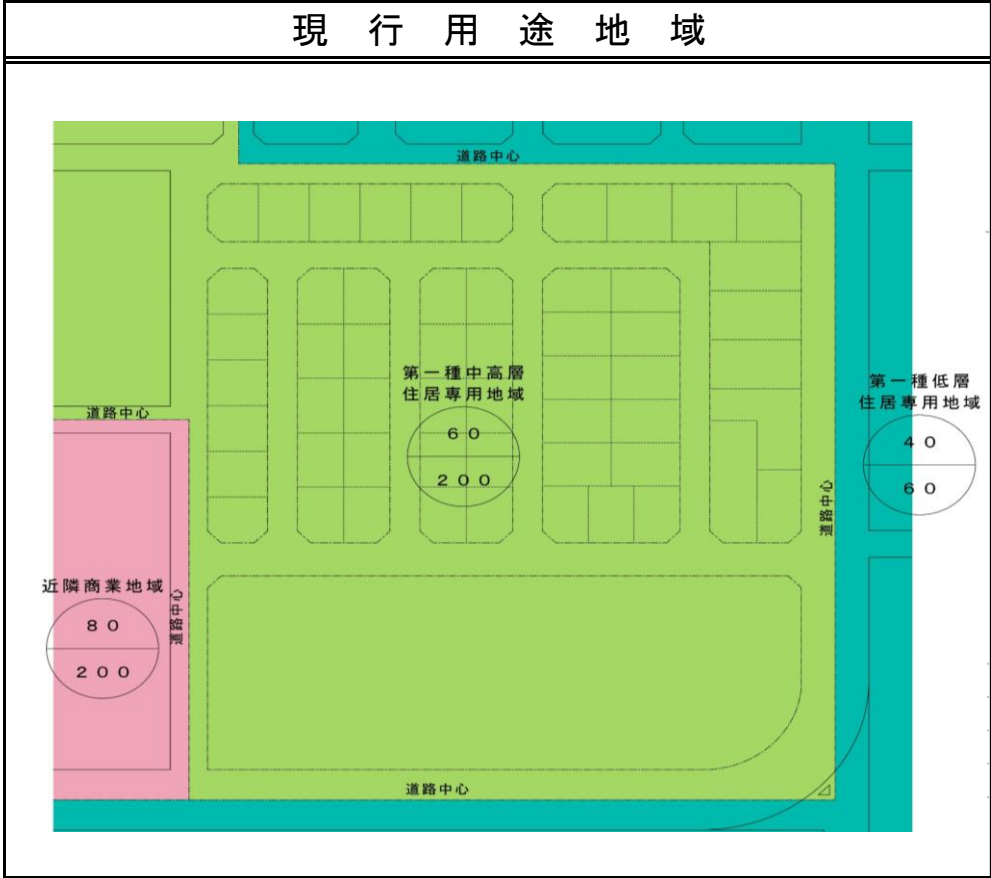 現行用途地域
道路中心
第一種中高層
住居専用地域
60
200
第一種低層
住居専用地域
40
60
道路中心
道路中心
近隣商業地域
80
200
道路中心
道路中心